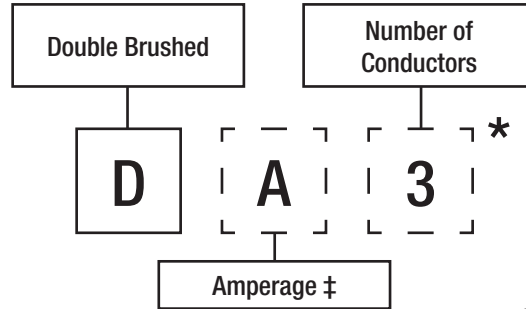 Double Brushed
Number of
Conductors
D
A
3
*
Amperage ‡